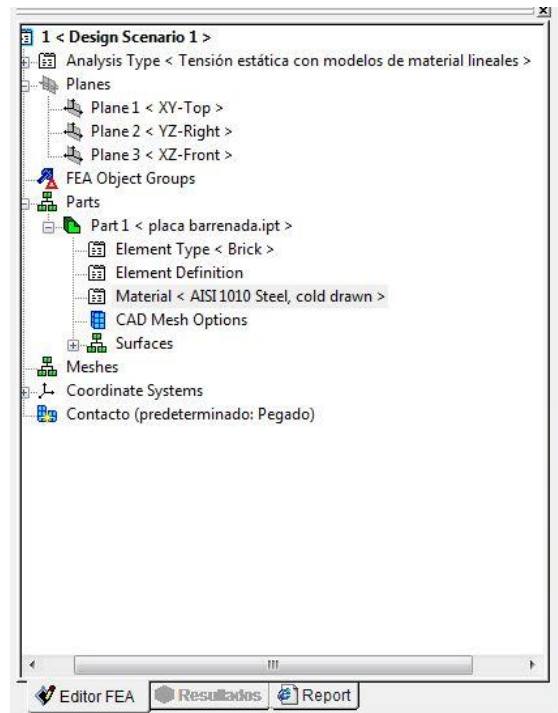 1 < Design Scenario 1 >
Analysis Type < Tensión estática con modelos de material lineales >
Planes
Plane 1 < XY-Top >
Plane 2 < YZ-Right >
Plane 3 < XZ-Front >
FEA Object Groups
Parts
Part 1 < placa barrenada.ipt >
Element Type < Brick >
Element Definition
Material < AISI 1010 Steel, cold drawn >
CAD Mesh Options
Surfaces
Meshes
Coordinate Systems
Contacto (predeterminado: Pegado)
Editor FEA Resultados Report